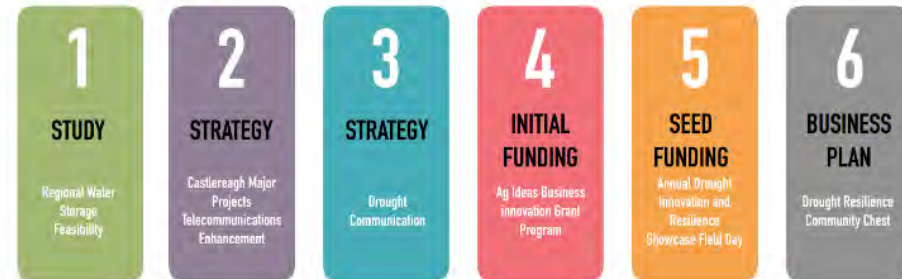 1
STUDY
Regional Water
Storage
Feasibility
2
STRATEGY
Castlereagh Major
Projects
Telecommunications
Enhancement
3
STRATEGY
Drought
Communication
4
INITIAL
FUNDING
Ag Ideas Business
innovation Grant
Program
5
SEED
FUNDING
Annual Drought
Innovation and
Resilience
Showcase Field Day
6
BUSINESS
PLAN
Drought Resilience
Community Chest